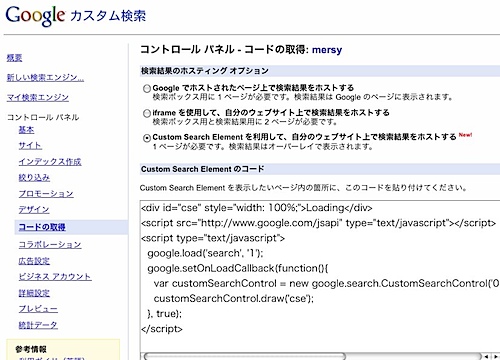 Google カスタム検索
コントロール パネル - コードの取得: mersy
概要
新しい検索エンジン...
マイ検索エンジン
コントロール パネル
基本
サイト
インデックス作成
絞り込み
プロモーション
デザイン
コードの取得
コラボレーション
広告設定
ビジネス アカウント
詳細設定
プレビュー
統計データ
参考情報
検索結果のホスティング オプション
Google でホストされたページ上で検索結果をホストする
検索ボックス用に 1 ページが必要です。検索結果は Google のページに表示されます。
iframe を使用して、自分のウェブサイト上で検索結果をホストする
検索ボックス用と検索結果用に 2 ページが必要です。
Custom Search Element を利用して、自分のウェブサイト上で検索結果をホストする New!
1 ページが必要です。検索結果はオーバーレイで表示されます。
Custom Search Element のコード
Custom Search Element を表示したいページ内の箇所に、このコードを貼り付けてください。
<div id="cse" style="width: 100%;">Loading</div>
<script src="http://www.google.com/jsapi" type="text/javascript"></script>
<script type="text/javascript">
google.load('search', '1');
google.setOnLoadCallback(function(){
var customSearchControl = new google.search.CustomSearchControl('0
customSearchControl.draw('cse');
}, true);
</script>